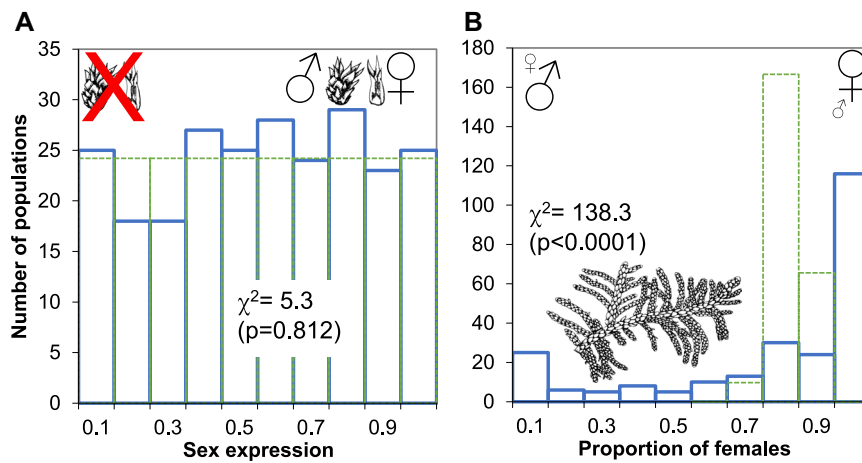 A
35
30
25
20
15
10
5
0
Number of populations
χ²= 5.3
(p=0.812)
0.1 0.3 0.5 0.7 0.9
Sex expression
B
180
160
140
120
100
80
60
40
20
0
χ²= 138.3
(p<0.0001)
0.1 0.3 0.5 0.7 0.9
Proportion of females